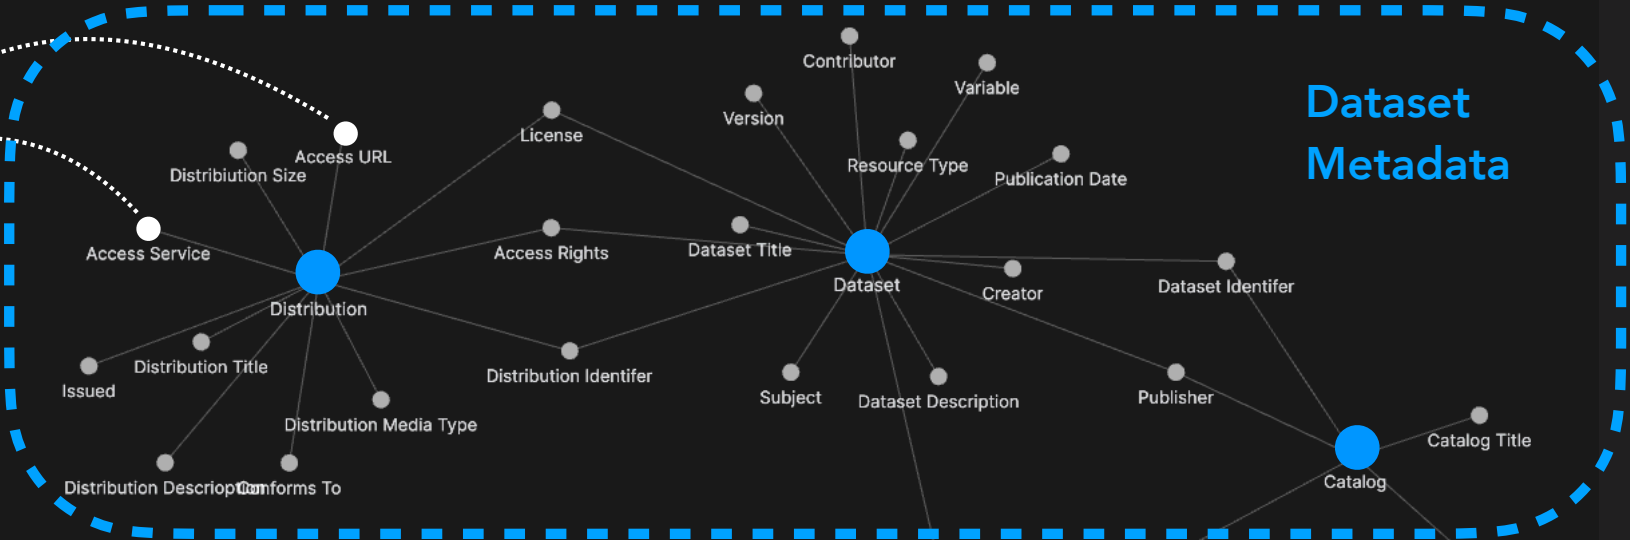 Contributor
Variable
Dataset
Metadata
Version
License
Access URL
Resource Type
Distribiution Size
Publication Date
Access Service
Access Rights
Dataset Title
Dataset
Creator
Dataset Identifer
Distribution
Distribution Title
Issued
Distribution Identifer
Subject
Dataset Description
Publisher
Distribution Media Type
Catalog Title
Catalog
Distribution Descrioption
Conforms To